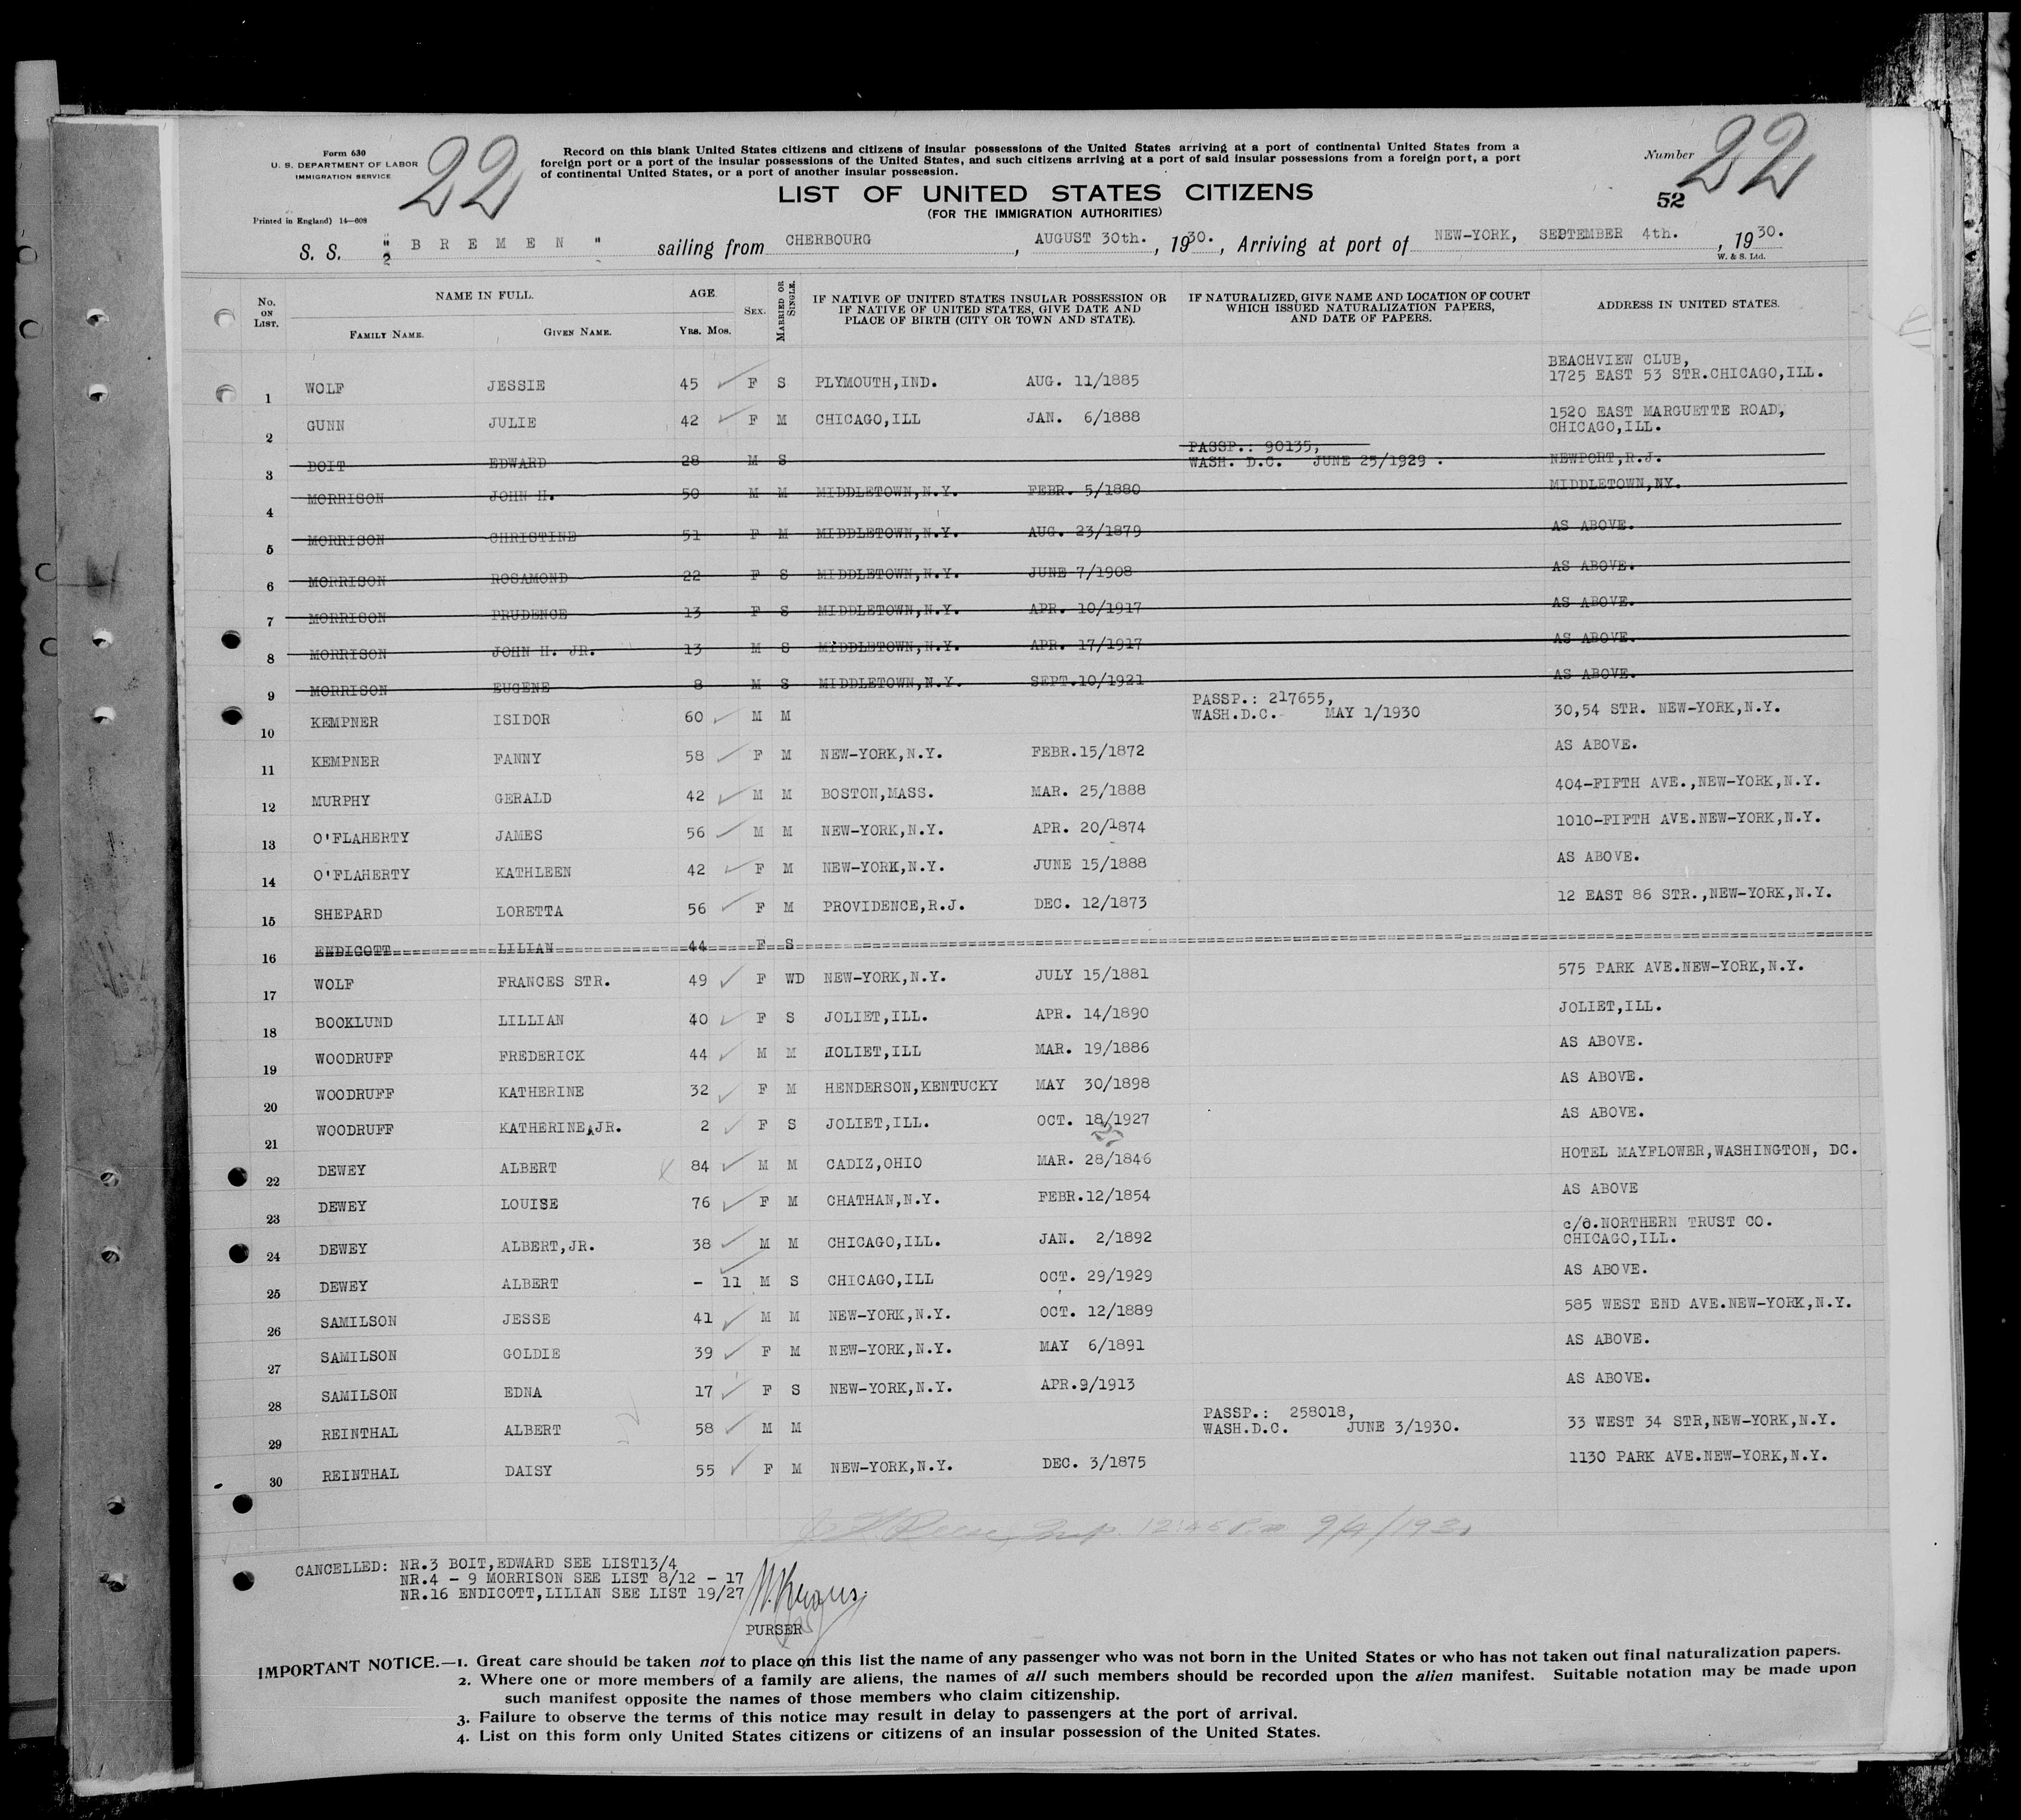 Form 630
U. S. DEPARTMENT OF LABOR
IMMIGRATION SERVICE
Printed in England) 14—608
22
Record on this blank United States citizens and citizens of insular possessions of the United States arriving at a port of continental United States from a
foreign port or a port of the insular possessions of the United States, and such citizens arriving at a port of said insular possessions from a foreign port, a port
of continental United States, or a port of another insular possession.
Number 22
52
LIST OF UNITED STATES CITIZENS
(FOR THE IMMIGRATION AUTHORITIES)
S. S. " B R E M E N " sailing from CHERBOURG, AUGUST 30th., 1930., Arriving at port of NEW-YORK, SEPTEMBER 4th., 1930.
W. & S. Ltd.
No. ON LIST. NAME IN FULL. AGE. SEX. MARRIED OR SINGLE. IF NATIVE OF UNITED STATES INSULAR POSSESSION OR IF NATIVE OF UNITED STATES, GIVE DATE AND PLACE OF BIRTH (CITY OR TOWN AND STATE). IF NATURALIZED, GIVE NAME AND LOCATION OF COURT WHICH ISSUED NATURALIZATION PAPERS, AND DATE OF PAPERS. ADDRESS IN UNITED STATES.
FAMILY NAME. GIVEN NAME. YRS. MOS.
BEACHVIEW CLUB,
1 WOLF JESSIE 45 F S PLYMOUTH,IND. AUG. 11/1885 1725 EAST 53 STR.CHICAGO,ILL.
2 GUNN JULIE 42 F M CHICAGO,ILL JAN. 6/1888 1520 EAST MARGUETTE ROAD,
CHICAGO,ILL.
PASSP.: 90135,
3 BOIT EDWARD 28 M S WASH. D.C. JUNE 25/1929 . NEWPORT,R.J.
4 MORRISON JOHN H. 50 M M MIDDLETOWN,N.Y. FEBR. 5/1880 MIDDLETOWN,NY.
5 MORRISON CHRISTINE 51 F M MIDDLETOWN,N.Y. AUG. 23/1879 AS ABOVE.
6 MORRISON ROSAMOND 22 F S MIDDLETOWN,N.Y. JUNE 7/1908 AS ABOVE.
7 MORRISON PRUDENCE 13 F S MIDDLETOWN,N.Y. APR. 10/1917 AS ABOVE.
8 MORRISON JOHN H. JR. 13 M S MIDDLETOWN,N.Y. APR. 17/1917 AS ABOVE.
9 MORRISON EUGENE 8 M S MIDDLETOWN,N.Y. SEPT.10/1921 AS ABOVE.
PASSP.: 217655,
10 KEMPNER ISIDOR 60 M M WASH.D.C. MAY 1/1930 30,54 STR. NEW-YORK,N.Y.
11 KEMPNER FANNY 58 F M NEW-YORK,N.Y. FEBR.15/1872 AS ABOVE.
12 MURPHY GERALD 42 M M BOSTON,MASS. MAR. 25/1888 404-FIFTH AVE.,NEW-YORK,N.Y.
13 O'FLAHERTY JAMES 56 M M NEW-YORK,N.Y. APR. 20/1874 1010-FIFTH AVE.NEW-YORK,N.Y.
14 O'FLAHERTY KATHLEEN 42 F M NEW-YORK,N.Y. JUNE 15/1888 AS ABOVE.
15 SHEPARD LORETTA 56 F M PROVIDENCE,R.J. DEC. 12/1873 12 EAST 86 STR.,NEW-YORK,N.Y.
16 ENDICOTT LILIAN 44 F S
17 WOLF FRANCES STR. 49 F WD NEW-YORK,N.Y. JULY 15/1881 575 PARK AVE.NEW-YORK,N.Y.
18 BOOKLUND LILLIAN 40 F S JOLIET,ILL. APR. 14/1890 JOLIET,ILL.
19 WOODRUFF FREDERICK 44 M M JOLIET,ILL MAR. 19/1886 AS ABOVE.
20 WOODRUFF KATHERINE 32 F M HENDERSON,KENTUCKY MAY 30/1898 AS ABOVE.
21 WOODRUFF KATHERINE,JR. 2 F S JOLIET,ILL. OCT. 18/1927 AS ABOVE.
27
22 DEWEY ALBERT 84 M M CADIZ,OHIO MAR. 28/1846 HOTEL MAYFLOWER,WASHINGTON, DC.
23 DEWEY LOUISE 76 F M CHATHAN,N.Y. FEBR.12/1854 AS ABOVE
c/o.NORTHERN TRUST CO.
24 DEWEY ALBERT,JR. 38 M M CHICAGO,ILL. JAN. 2/1892 CHICAGO,ILL.
25 DEWEY ALBERT - 11 M S CHICAGO,ILL OCT. 29/1929 AS ABOVE.
26 SAMILSON JESSE 41 M M NEW-YORK,N.Y. OCT. 12/1889 585 WEST END AVE.NEW-YORK,N.Y.
27 SAMILSON GOLDIE 39 F M NEW-YORK,N.Y. MAY 6/1891 AS ABOVE.
28 SAMILSON EDNA 17 F S NEW-YORK,N.Y. APR.9/1913 AS ABOVE.
PASSP.: 258018,
29 REINTHAL ALBERT 58 M M WASH.D.C. JUNE 3/1930. 33 WEST 34 STR,NEW-YORK,N.Y.
30 REINTHAL DAISY 55 F M NEW-YORK,N.Y. DEC. 3/1875 1130 PARK AVE.NEW-YORK,N.Y.
12:45 P.m. 9/4/1930
CANCELLED: NR.3 BOIT,EDWARD SEE LIST13/4
NR.4 - 9 MORRISON SEE LIST 8/12 - 17
NR.16 ENDICOTT,LILIAN SEE LIST 19/27
PURSER
IMPORTANT NOTICE.—1. Great care should be taken not to place on this list the name of any passenger who was not born in the United States or who has not taken out final naturalization papers.
2. Where one or more members of a family are aliens, the names of all such members should be recorded upon the alien manifest. Suitable notation may be made upon
such manifest opposite the names of those members who claim citizenship.
3. Failure to observe the terms of this notice may result in delay to passengers at the port of arrival.
4. List on this form only United States citizens or citizens of an insular possession of the United States.